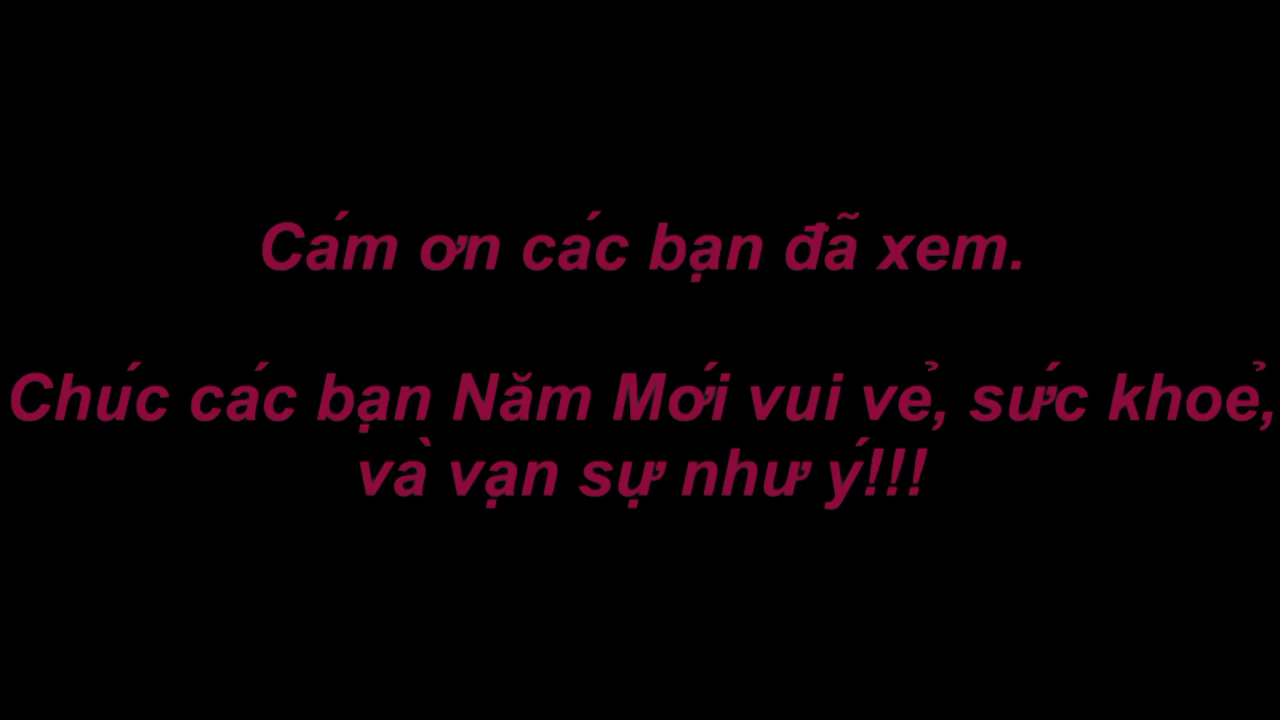 Cám ơn các bạn đã xem.
Chúc các bạn Năm Mới vui vẻ, sức khoẻ,
và vạn sự như ý!!!